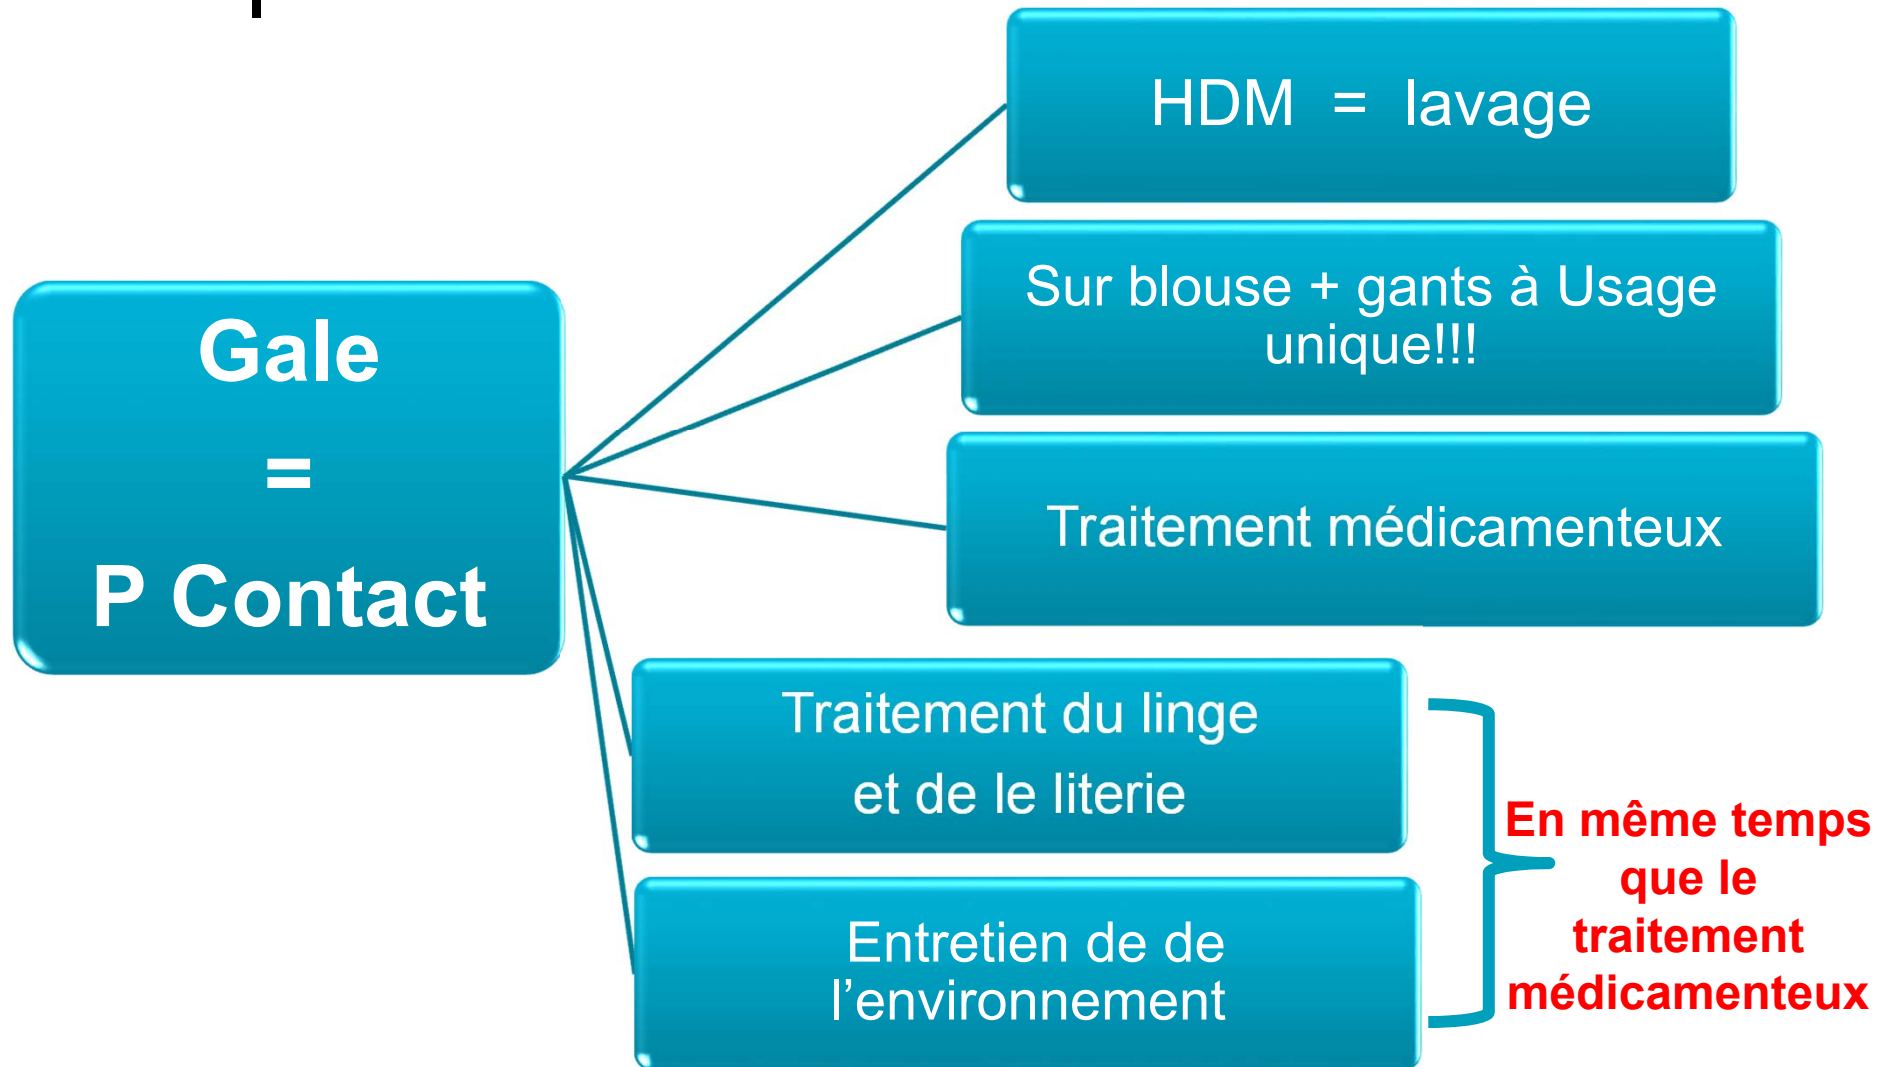 Gale
=
P Contact
HDM = lavage
Sur blouse + gants à Usage
unique!!!
Traitement médicamenteux
Traitement du linge
et de le literie
Entretien de de
l’environnement
En même temps
que le
traitement
médicamenteux